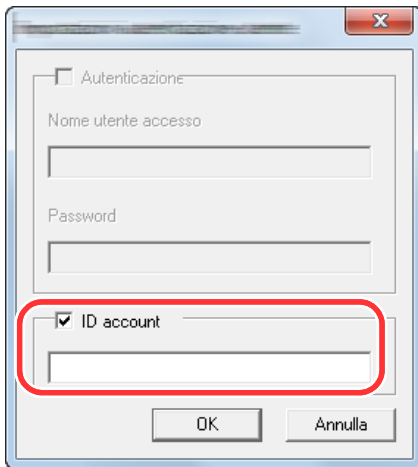 Autenticazione
Nome utente accesso
Password
ID account
OK
Annulla